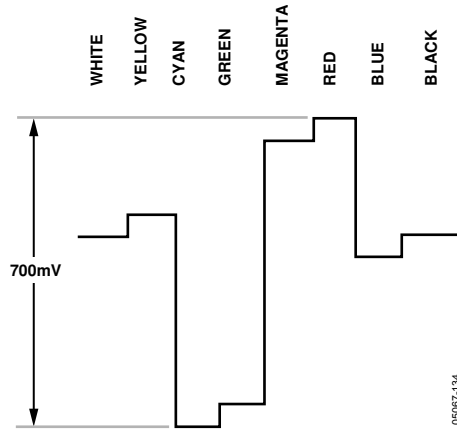 WHITE
YELLOW
CYAN
GREEN
MAGENTA
RED
BLUE
BLACK
700mV
05067-134